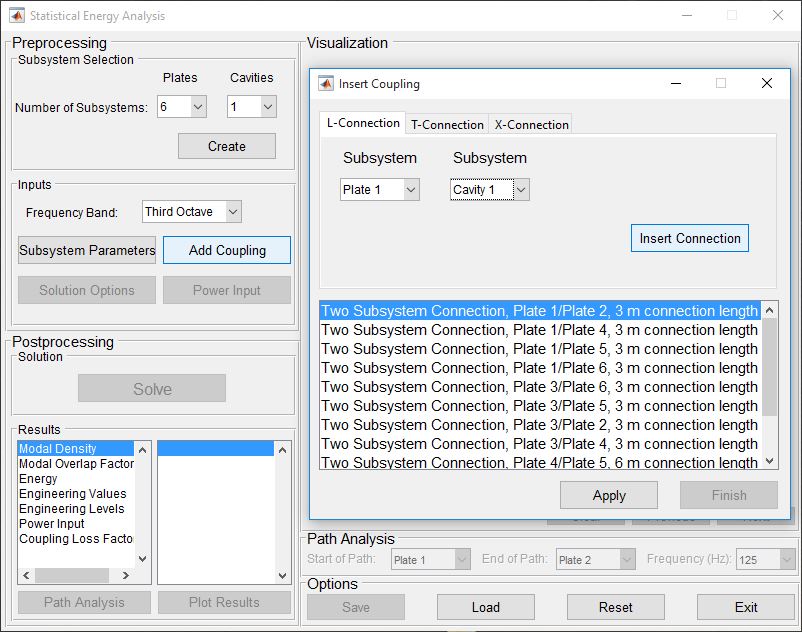 Statistical Energy Analysis
Preprocessing
Subsystem Selection
Plates Cavities
Number of Subsystems: 6 1
Create
Inputs
Frequency Band: Third Octave
Subsystem Parameters Add Coupling
Solution Options Power Input
Postprocessing
Solution
Solve
Results
Modal Density
Modal Overlap Factor
Energy
Engineering Values
Engineering Levels
Power Input
Coupling Loss Facto
Path Analysis Plot Results
Visualization
Insert Coupling
L-Connection T-Connection X-Connection
Subsystem Subsystem
Plate 1 Cavity 1
Insert Connection
Two Subsystem Connection, Plate 1/Plate 2, 3 m connection length
Two Subsystem Connection, Plate 1/Plate 4, 3 m connection length
Two Subsystem Connection, Plate 1/Plate 5, 3 m connection length
Two Subsystem Connection, Plate 1/Plate 6, 3 m connection length
Two Subsystem Connection, Plate 3/Plate 6, 3 m connection length
Two Subsystem Connection, Plate 3/Plate 5, 3 m connection length
Two Subsystem Connection, Plate 3/Plate 2, 3 m connection length
Two Subsystem Connection, Plate 3/Plate 4, 3 m connection length
Two Subsystem Connection, Plate 4/Plate 5, 6 m connection length
Apply Finish
Path Analysis
Start of Path: Plate 1 End of Path: Plate 2 Frequency (Hz): 125
Options
Save Load Reset Exit